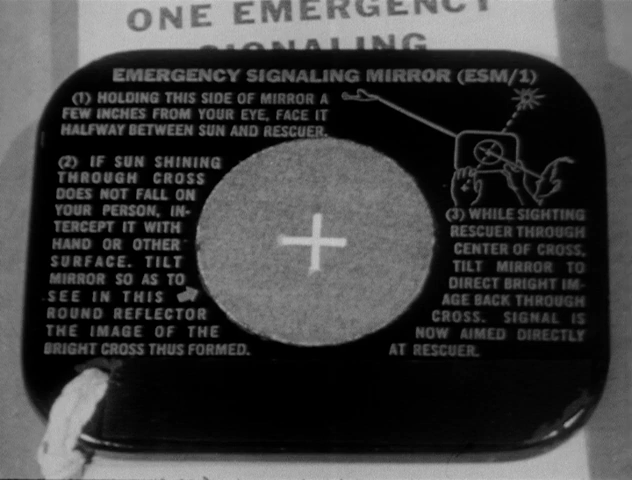 ONE EMERGENCY
SIGNALING
EMERGENCY SIGNALING MIRROR (ESM/1)
(1) HOLDING THIS SIDE OF MIRROR A
FEW INCHES FROM YOUR EYE, FACE IT
HALFWAY BETWEEN SUN AND RESCUER.
(2) IF SUN SHINING
THROUGH CROSS
DOES NOT FALL ON
YOUR PERSON, IN-
TERCEPT IT WITH
HAND OR OTHER
SURFACE. TILT
MIRROR SO AS TO
SEE IN THIS
ROUND REFLECTOR
THE IMAGE OF THE
BRIGHT CROSS THUS FORMED.
(3) WHILE SIGHTING
RESCUER THROUGH
CENTER OF CROSS,
TILT MIRROR TO
DIRECT BRIGHT IM-
AGE BACK THROUGH
CROSS. SIGNAL IS
NOW AIMED DIRECTLY
AT RESCUER.